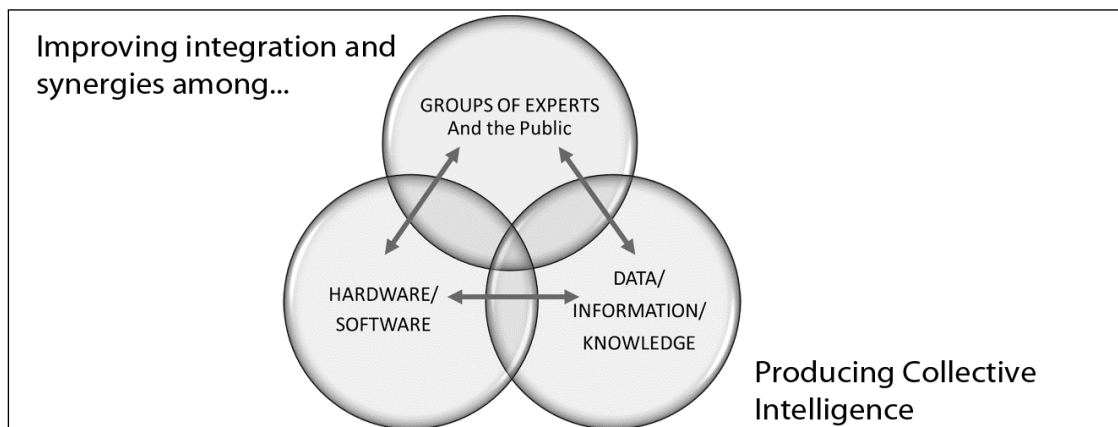 Improving integration and
synergies among...
GROUPS OF EXPERTS
And the Public
HARDWARE/
SOFTWARE
DATA/
INFORMATION/
KNOWLEDGE
Producing Collective
Intelligence